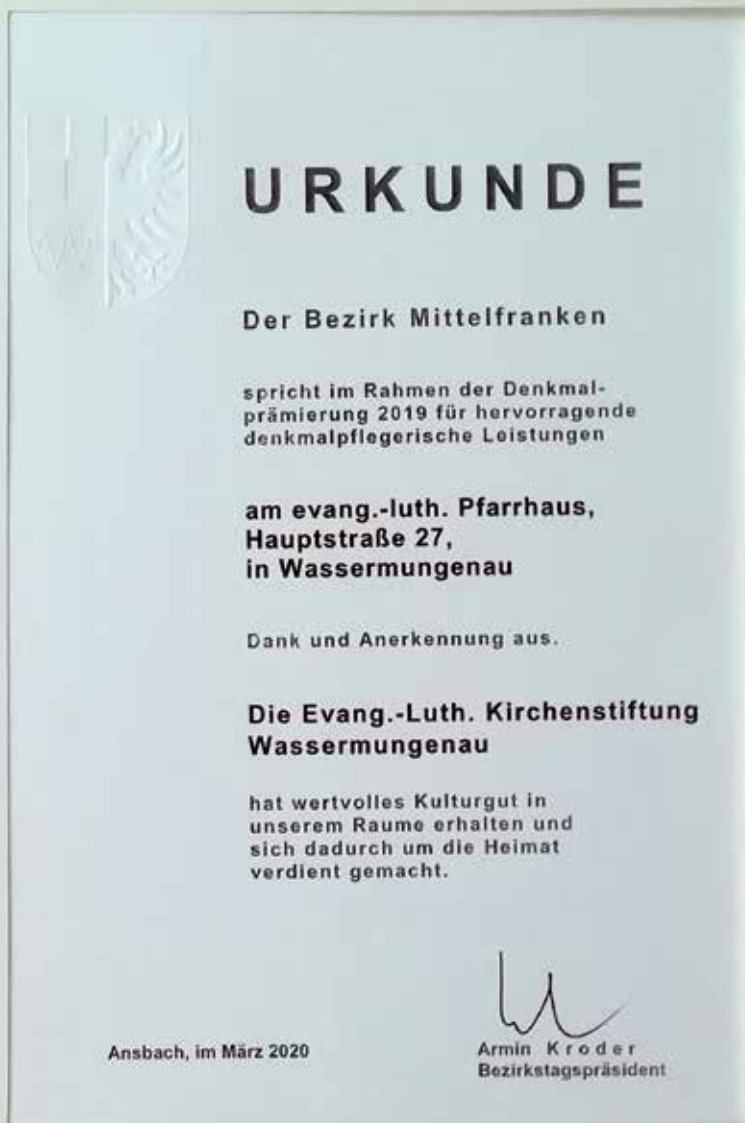 URKUNDE
Der Bezirk Mittelfranken
spricht im Rahmen der Denkmal-
prämierung 2019 für hervorragende
denkmalpflegerische Leistungen
am evang.-luth. Pfarrhaus,
Hauptstraße 27,
in Wassermungenau
Dank und Anerkennung aus.
Die Evang.-Luth. Kirchenstiftung
Wassermungenau
hat wertvolles Kulturgut in
unserem Raume erhalten und
sich dadurch um die Heimat
verdient gemacht.
Ansbach, im März 2020
Armin Kroder
Bezirkstagspräsident